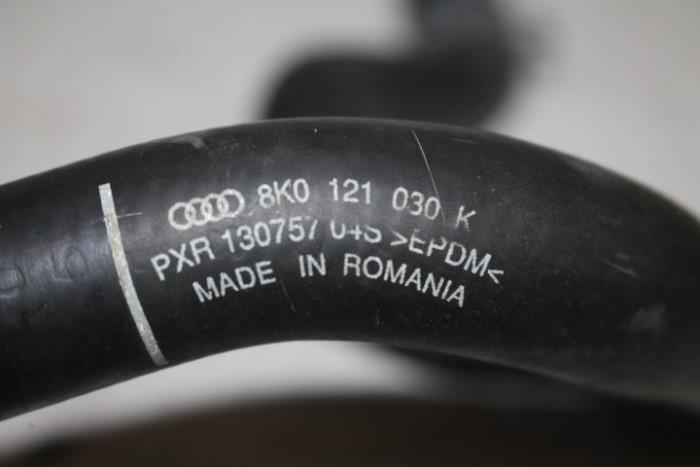 8K0 121 030 K
PXR 130757 04S >EPDM<
MADE IN ROMANIA